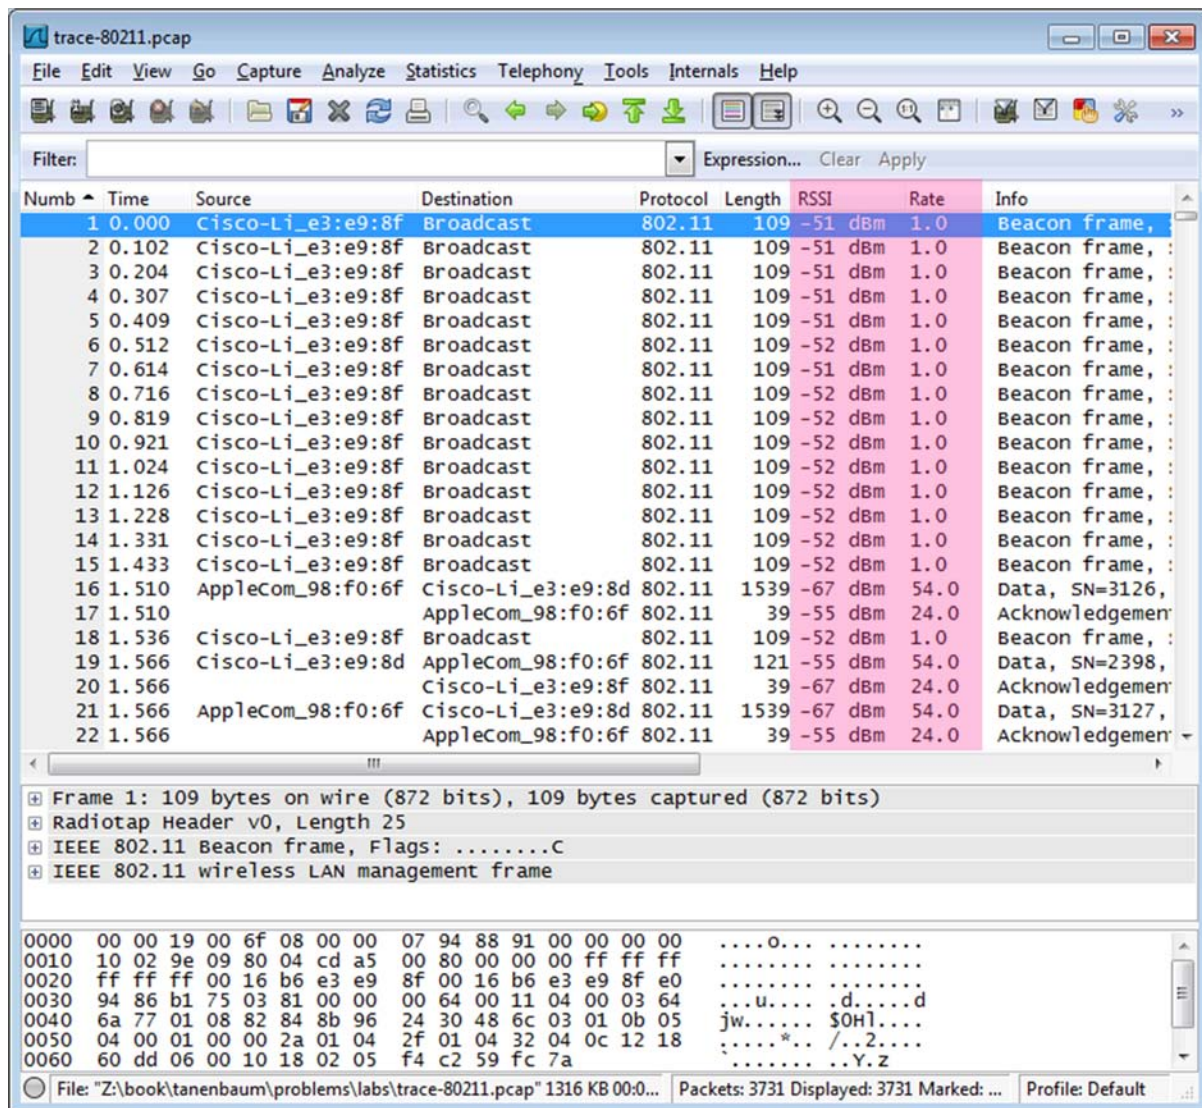 trace-80211.pcap
File Edit View Go Capture Analyze Statistics Telephony Tools Internals Help
Filter: Expression... Clear Apply
Numb Time Source Destination Protocol Length RSSI Rate Info
1 0.000 Cisco-Li_e3:e9:8f Broadcast 802.11 109 -51 dBm 1.0 Beacon frame,
2 0.102 Cisco-Li_e3:e9:8f Broadcast 802.11 109 -51 dBm 1.0 Beacon frame,
3 0.204 Cisco-Li_e3:e9:8f Broadcast 802.11 109 -51 dBm 1.0 Beacon frame,
4 0.307 Cisco-Li_e3:e9:8f Broadcast 802.11 109 -51 dBm 1.0 Beacon frame,
5 0.409 Cisco-Li_e3:e9:8f Broadcast 802.11 109 -51 dBm 1.0 Beacon frame,
6 0.512 Cisco-Li_e3:e9:8f Broadcast 802.11 109 -52 dBm 1.0 Beacon frame,
7 0.614 Cisco-Li_e3:e9:8f Broadcast 802.11 109 -51 dBm 1.0 Beacon frame,
8 0.716 Cisco-Li_e3:e9:8f Broadcast 802.11 109 -52 dBm 1.0 Beacon frame,
9 0.819 Cisco-Li_e3:e9:8f Broadcast 802.11 109 -52 dBm 1.0 Beacon frame,
10 0.921 Cisco-Li_e3:e9:8f Broadcast 802.11 109 -52 dBm 1.0 Beacon frame,
11 1.024 Cisco-Li_e3:e9:8f Broadcast 802.11 109 -52 dBm 1.0 Beacon frame,
12 1.126 Cisco-Li_e3:e9:8f Broadcast 802.11 109 -52 dBm 1.0 Beacon frame,
13 1.228 Cisco-Li_e3:e9:8f Broadcast 802.11 109 -52 dBm 1.0 Beacon frame,
14 1.331 Cisco-Li_e3:e9:8f Broadcast 802.11 109 -52 dBm 1.0 Beacon frame,
15 1.433 Cisco-Li_e3:e9:8f Broadcast 802.11 109 -52 dBm 1.0 Beacon frame,
16 1.510 AppleCom_98:f0:6f Cisco-Li_e3:e9:8d 802.11 1539 -67 dBm 54.0 Data, SN=3126,
17 1.510 AppleCom_98:f0:6f 802.11 39 -55 dBm 24.0 Acknowledgemen
18 1.536 Cisco-Li_e3:e9:8f Broadcast 802.11 109 -52 dBm 1.0 Beacon frame,
19 1.566 Cisco-Li_e3:e9:8d AppleCom_98:f0:6f 802.11 121 -55 dBm 54.0 Data, SN=2398,
20 1.566 Cisco-Li_e3:e9:8f 802.11 39 -67 dBm 24.0 Acknowledgemen
21 1.566 AppleCom_98:f0:6f Cisco-Li_e3:e9:8d 802.11 1539 -67 dBm 54.0 Data, SN=3127,
22 1.566 AppleCom_98:f0:6f 802.11 39 -55 dBm 24.0 Acknowledgemen
Frame 1: 109 bytes on wire (872 bits), 109 bytes captured (872 bits)
Radiotap Header v0, Length 25
IEEE 802.11 Beacon frame, Flags: ........C
IEEE 802.11 wireless LAN management frame
0000 00 00 19 00 6f 08 00 00 07 94 88 91 00 00 00 00 ....o... ........
0010 10 02 9e 09 80 04 cd a5 00 80 00 00 00 ff ff ff ........ ........
0020 ff ff ff 00 16 b6 e3 e9 8f 00 16 b6 e3 e9 8f e0 ........ ........
0030 94 86 b1 75 03 81 00 00 00 64 00 11 04 00 03 64 ...u.... .d.....d
0040 6a 77 01 08 82 84 8b 96 24 30 48 6c 03 01 0b 05 jw...... $0Hl....
0050 04 00 01 00 00 2a 01 04 2f 01 04 32 04 0c 12 18 .....*.. /..2....
0060 60 dd 06 00 10 18 02 05 f4 c2 59 fc 7a `....... ..Y.z
File: "Z:\book\tanenbaum\problems\labs\trace-80211.pcap" 1316 KB 00:0... Packets: 3731 Displayed: 3731 Marked: ... Profile: Default